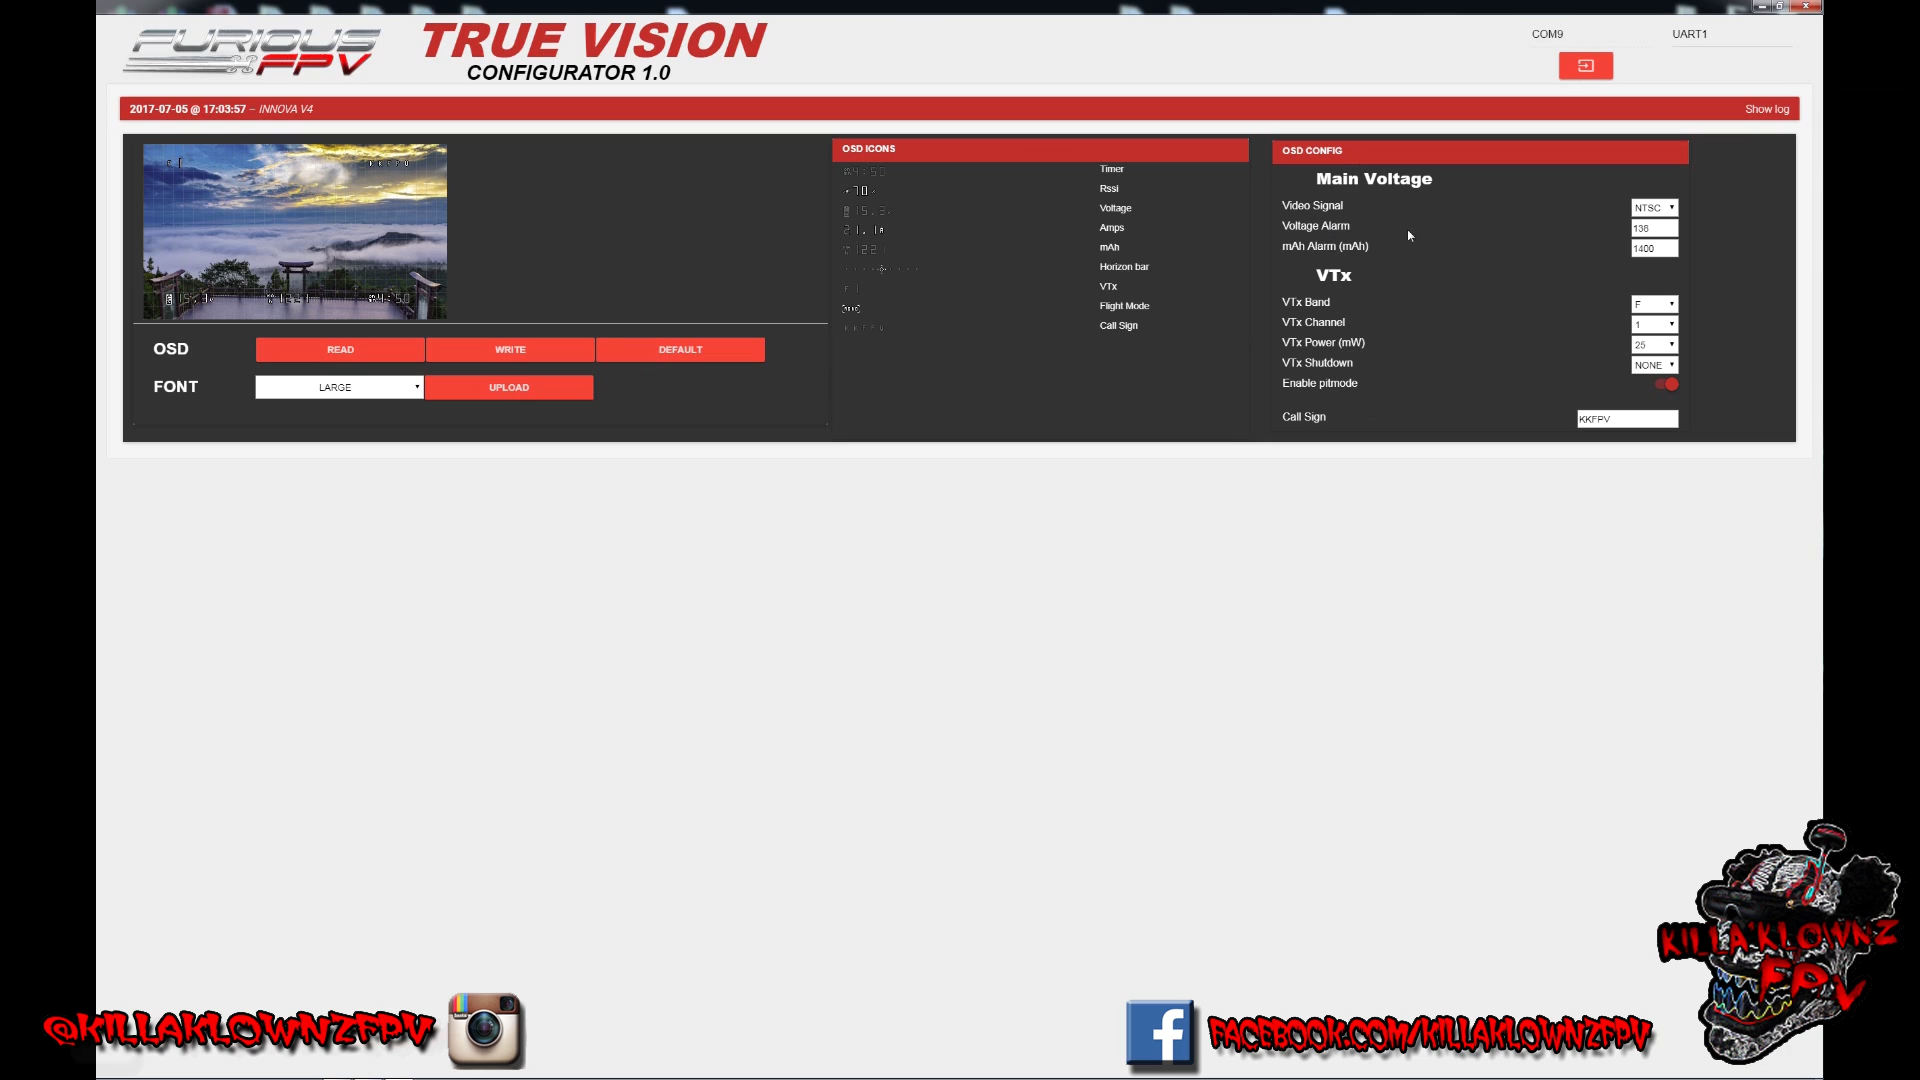 FURIOUS FPV
TRUE VISION
CONFIGURATOR 1.0
COM9
UART1
2017-07-05 @ 17:03:57 -- INNOVA V4
Show log
OSD ICONS
Timer
Rssi
Voltage
Amps
mAh
Horizon bar
VTx
Flight Mode
Call Sign
OSD CONFIG
Main Voltage
Video Signal
NTSC
Voltage Alarm
138
mAh Alarm (mAh)
1400
VTx
VTx Band
F
VTx Channel
1
VTx Power (mW)
25
VTx Shutdown
NONE
Enable pitmode
Call Sign
KKFPV
OSD
READ
WRITE
DEFAULT
FONT
LARGE
UPLOAD
KILLA KLOWNZ
FPV
@KILLAKLOWNZFPV
FACEBOOK.COM/KILLAKLOWNZFPV